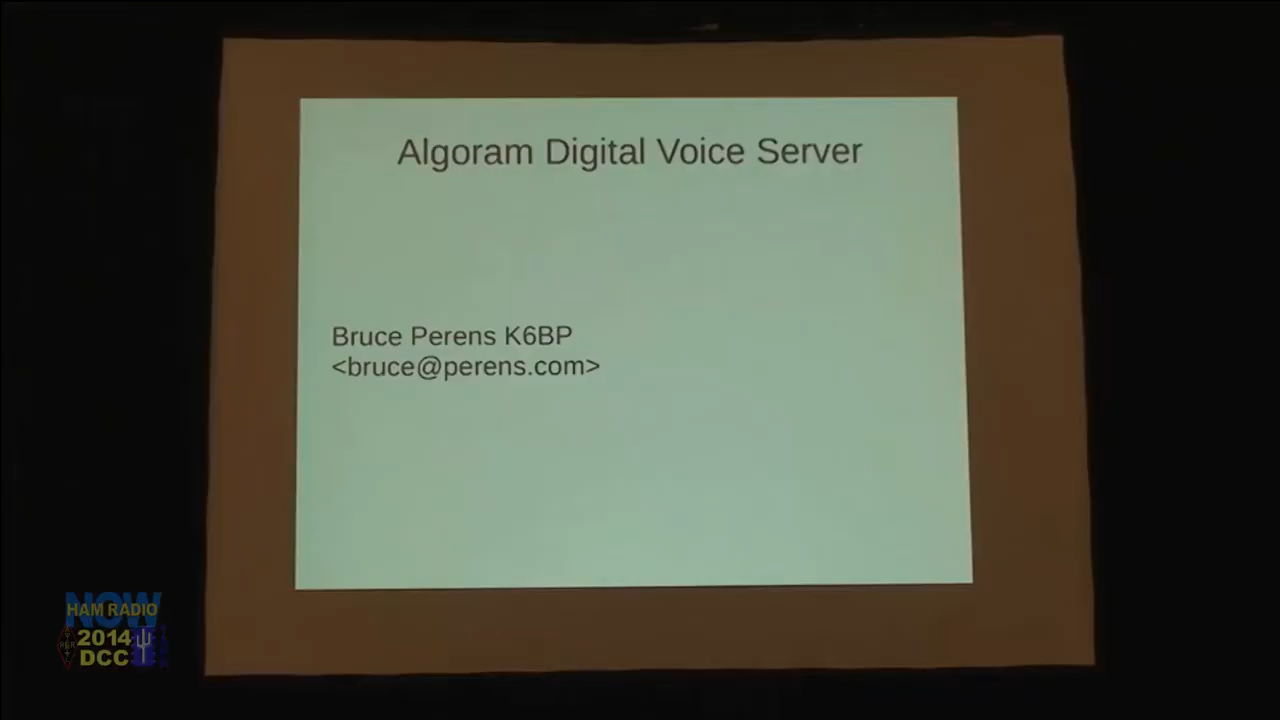 Algoram Digital Voice Server
Bruce Perens K6BP
<bruce@perens.com>
NOW
HAM RADIO
2014
DCC